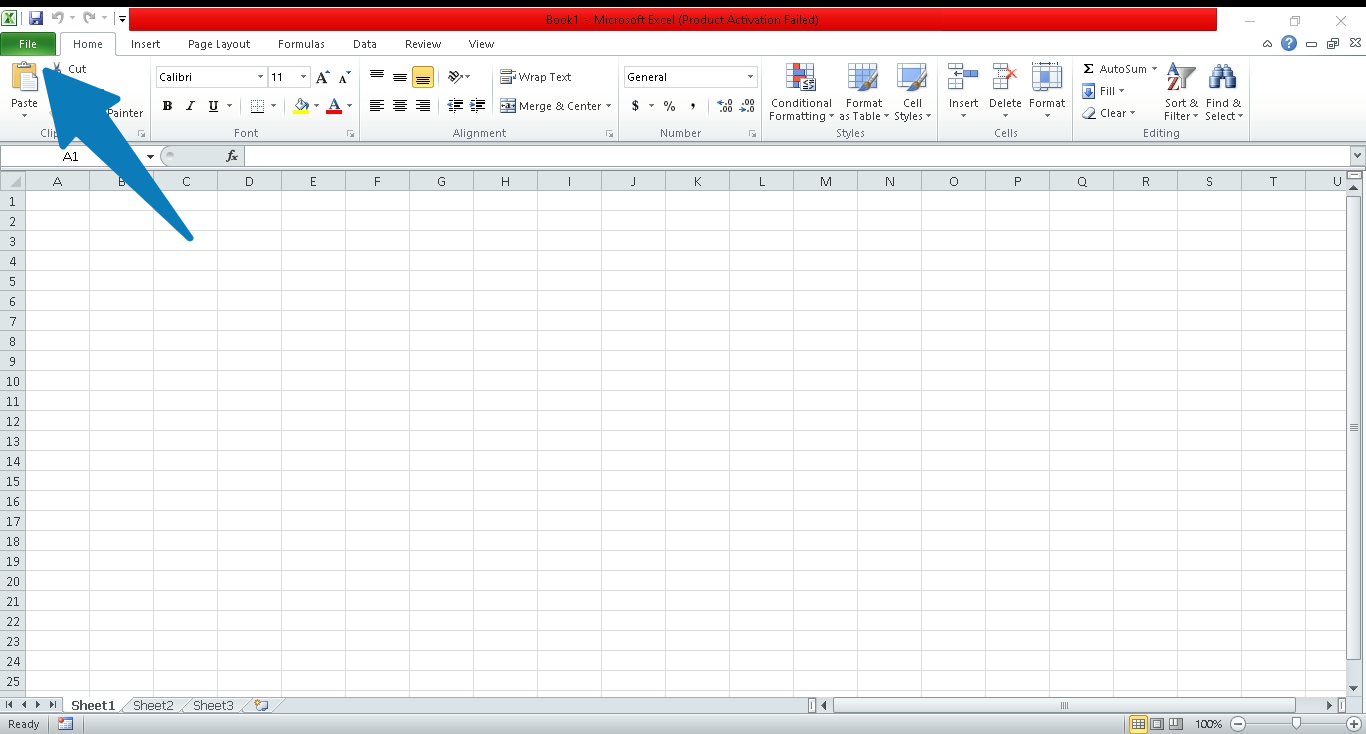 Book1 - Microsoft Excel (Product Activation Failed)
File Home Insert Page Layout Formulas Data Review View
Cut
Paste
Painter
Calibri 11
B I U
Font
Wrap Text
Merge & Center
Alignment
General
$ % ,
Number
Conditional Formatting
Format as Table
Cell Styles
Styles
Insert Delete Format
Cells
Σ AutoSum
Fill
Clear
Sort & Filter
Find & Select
Editing
A1 fx
A B C D E F G H I J K L M N O P Q R S T U
1
2
3
4
5
6
7
8
9
10
11
12
13
14
15
16
17
18
19
20
21
22
23
24
25
Sheet1 Sheet2 Sheet3
Ready 100%